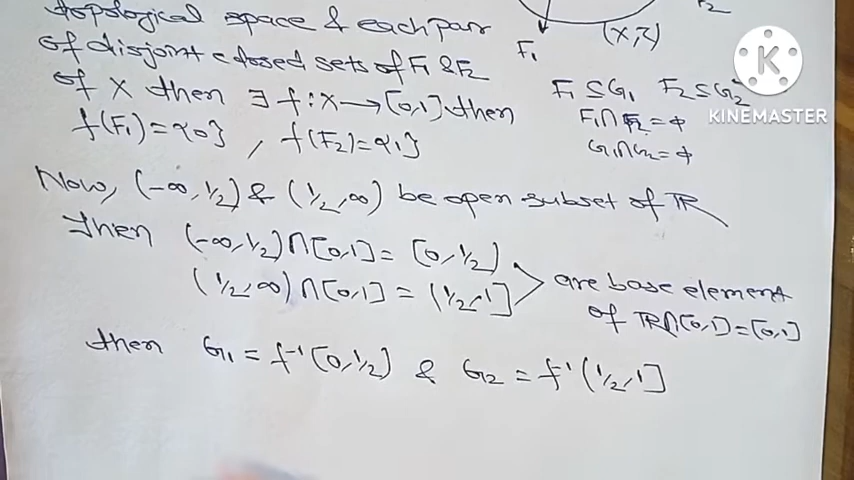 topological space & each pair
of disjoint closed sets of F₁ & F₂
of X then ∃ f: X → [0,1] then
f(F₁) = {0} , f(F₂) = {1}
F₂
F₁
(X,τ)
F₁ ⊆ G₁ F₂ ⊆ G₂
F₁ ∩ F₂ = φ
G₁ ∩ G₂ = φ
K
KINEMASTER
Now, (-∞, 1/2) & (1/2, ∞) be open subset of ℝ
Then (-∞, 1/2) ∩ [0,1] = [0, 1/2)
(1/2, ∞) ∩ [0,1] = (1/2, 1]
are base element
of ℝ ∩ [0,1] = [0,1]
then G₁ = f⁻¹[0, 1/2) & G₂ = f⁻¹(1/2, 1]